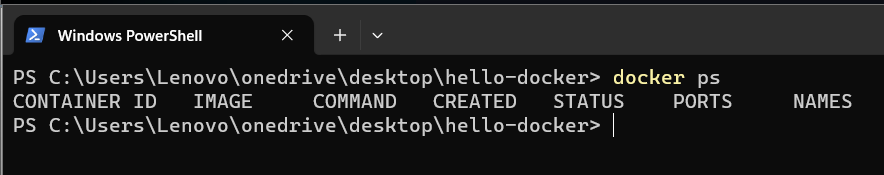 Windows PowerShell
PS C:\Users\Lenovo\onedrive\desktop\hello-docker> docker ps
CONTAINER ID   IMAGE     COMMAND   CREATED   STATUS    PORTS     NAMES
PS C:\Users\Lenovo\onedrive\desktop\hello-docker>